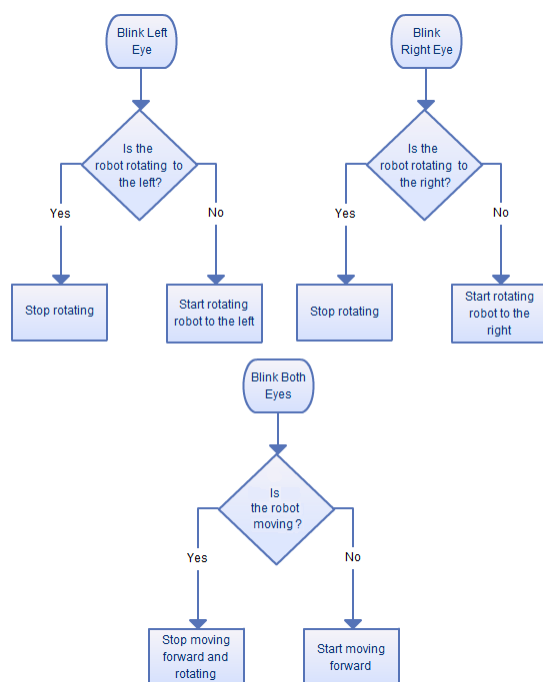 Blink Left
Eye
Is the
robot rotating to
the left?
Yes
No
Stop rotating
Start rotating
robot to the left
Blink
Right Eye
Is the
robot rotating to
the right?
Yes
No
Stop rotating
Start rotating
robot to the
right
Blink Both
Eyes
Is
the robot
moving ?
Yes
No
Stop moving
forward and
rotating
Start moving
forward